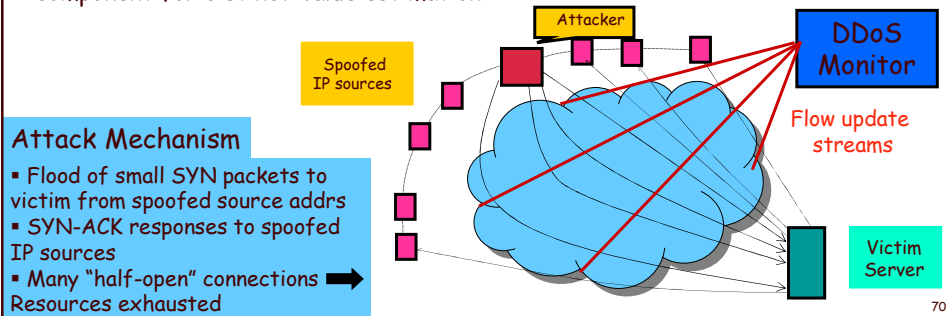 Attacker
DDoS
Monitor
Spoofed
IP sources
Flow update
streams
Attack Mechanism
▪ Flood of small SYN packets to
victim from spoofed source addrs
▪ SYN-ACK responses to spoofed
IP sources
▪ Many “half-open” connections
Resources exhausted
Victim
Server
70